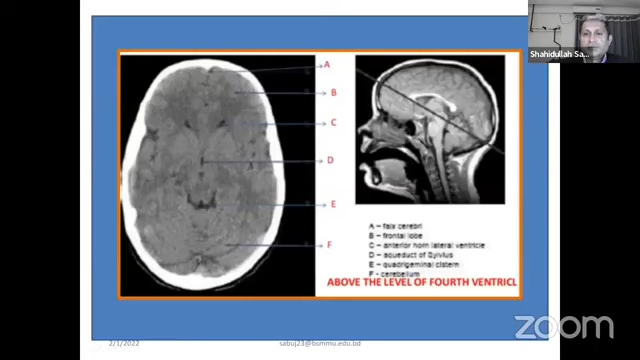 Shahidullah Sa...
A
B
C
D
E
F
A – falx cerebri
B – frontal lobe
C – anterior horn lateral ventricle
D – aqueduct of Sylvius
E – quadrigeminal cistern
F - cerebellum
ABOVE THE LEVEL OF FOURTH VENTRICL
zoom
2/1/2022
sabuj23@bsmmu.edu.bd